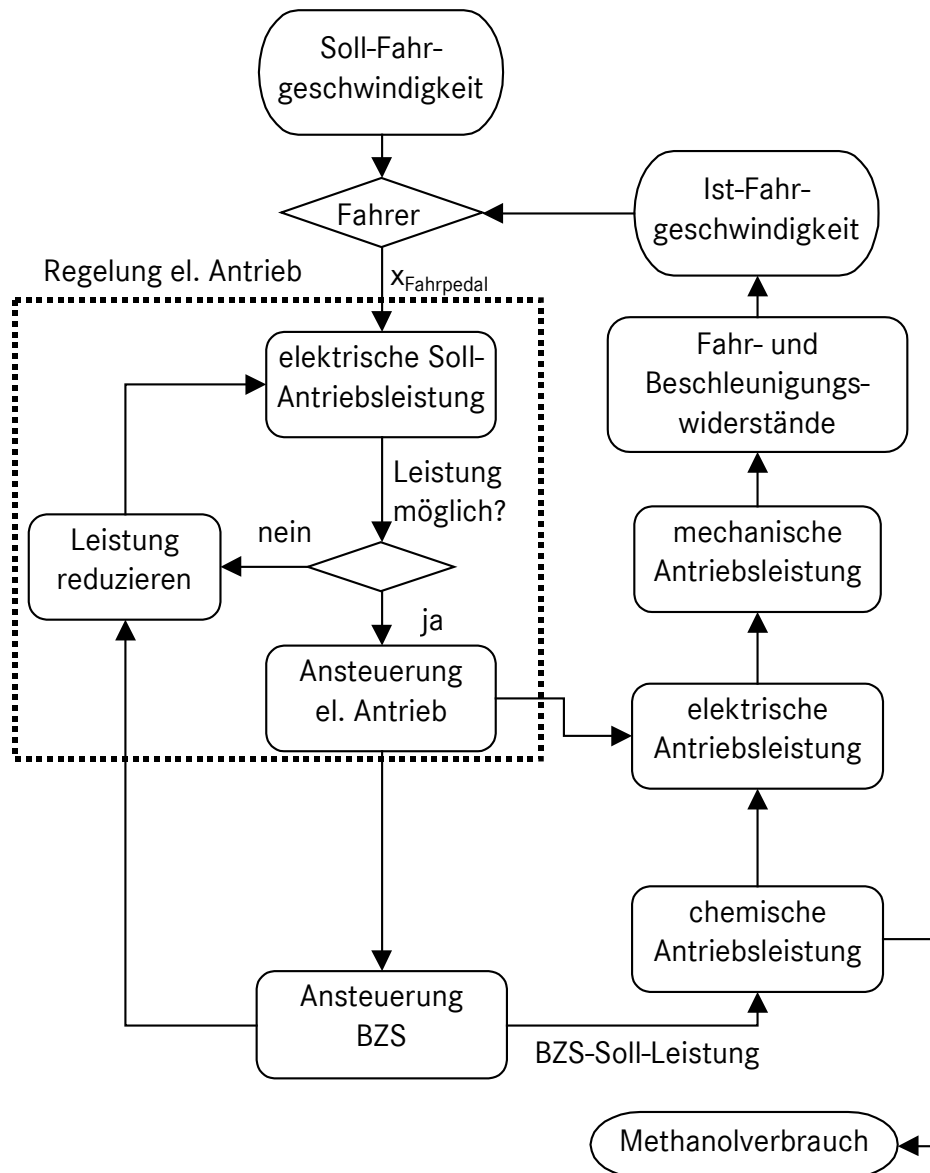 Soll-Fahr-
geschwindigkeit
Fahrer
Ist-Fahr-
geschwindigkeit
Regelung el. Antrieb
xFahrpedal
elektrische Soll-
Antriebsleistung
Fahr- und
Beschleunigungs-
widerstände
Leistung
möglich?
nein
Leistung
reduzieren
mechanische
Antriebsleistung
ja
Ansteuerung
el. Antrieb
elektrische
Antriebsleistung
chemische
Antriebsleistung
Ansteuerung
BZS
BZS-Soll-Leistung
Methanolverbrauch